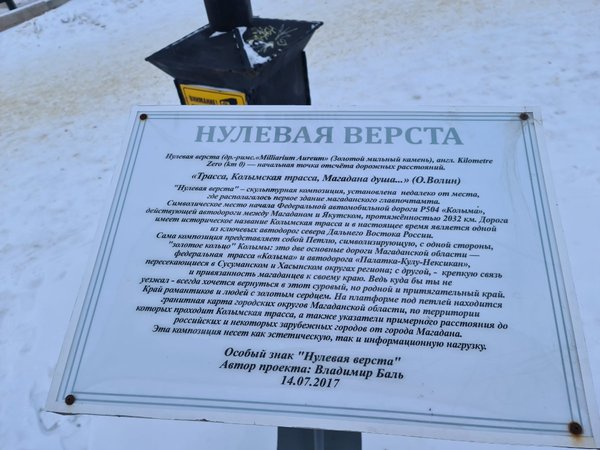 ВНИМАНИЕ!
НУЛЕВАЯ ВЕРСТА
Нулевая верста (др.-римс.«Milliarium Aureum») (Золотой мильный камень), англ. Kilometre
Zero (km 0) — начальная точка отсчёта дорожных расстояний.
«Трасса, Колымская трасса, Магадана душа...» (О.Волин)
"Нулевая верста" – скульптурная композиция, установлена недалеко от места,
где располагалось первое здание магаданского главпочтамта.
Символическое место начала Федеральной автомобильной дороги Р504 «Колыма»,
действующей автодороги между Магаданом и Якутском, протяжённостью 2032 км. Дорога
имеет историческое название Колымская трасса и в настоящее время является одной
из ключевых автодорог севера Дальнего Востока России.
Сама композиция представляет собой Петлю, символизирующую, с одной стороны,
"золотое кольцо" Колымы: это две основные дороги Магаданской области –
федеральная трасса «Колыма» и автодорога «Палатка-Кулу-Нексикан»,
пересекающиеся в Сусуманском и Хасынском округах региона; с другой, - крепкую связь
и привязанность магаданцев к своему краю. Ведь куда бы ты не
уезжал - всегда хочется вернуться в этот суровый, но родной и притягательный край.
Край романтиков и людей с золотым сердцем. На платформе под петлей находится
гранитная карта городских округов Магаданской области, по территории
которых проходит Колымская трасса, а также указатели примерного расстояния до
российских и некоторых зарубежных городов от города Магадана.
Эта композиция несет как эстетическую, так и информационную нагрузку.
Особый знак "Нулевая верста"
Автор проекта: Владимир Баль
14.07.2017